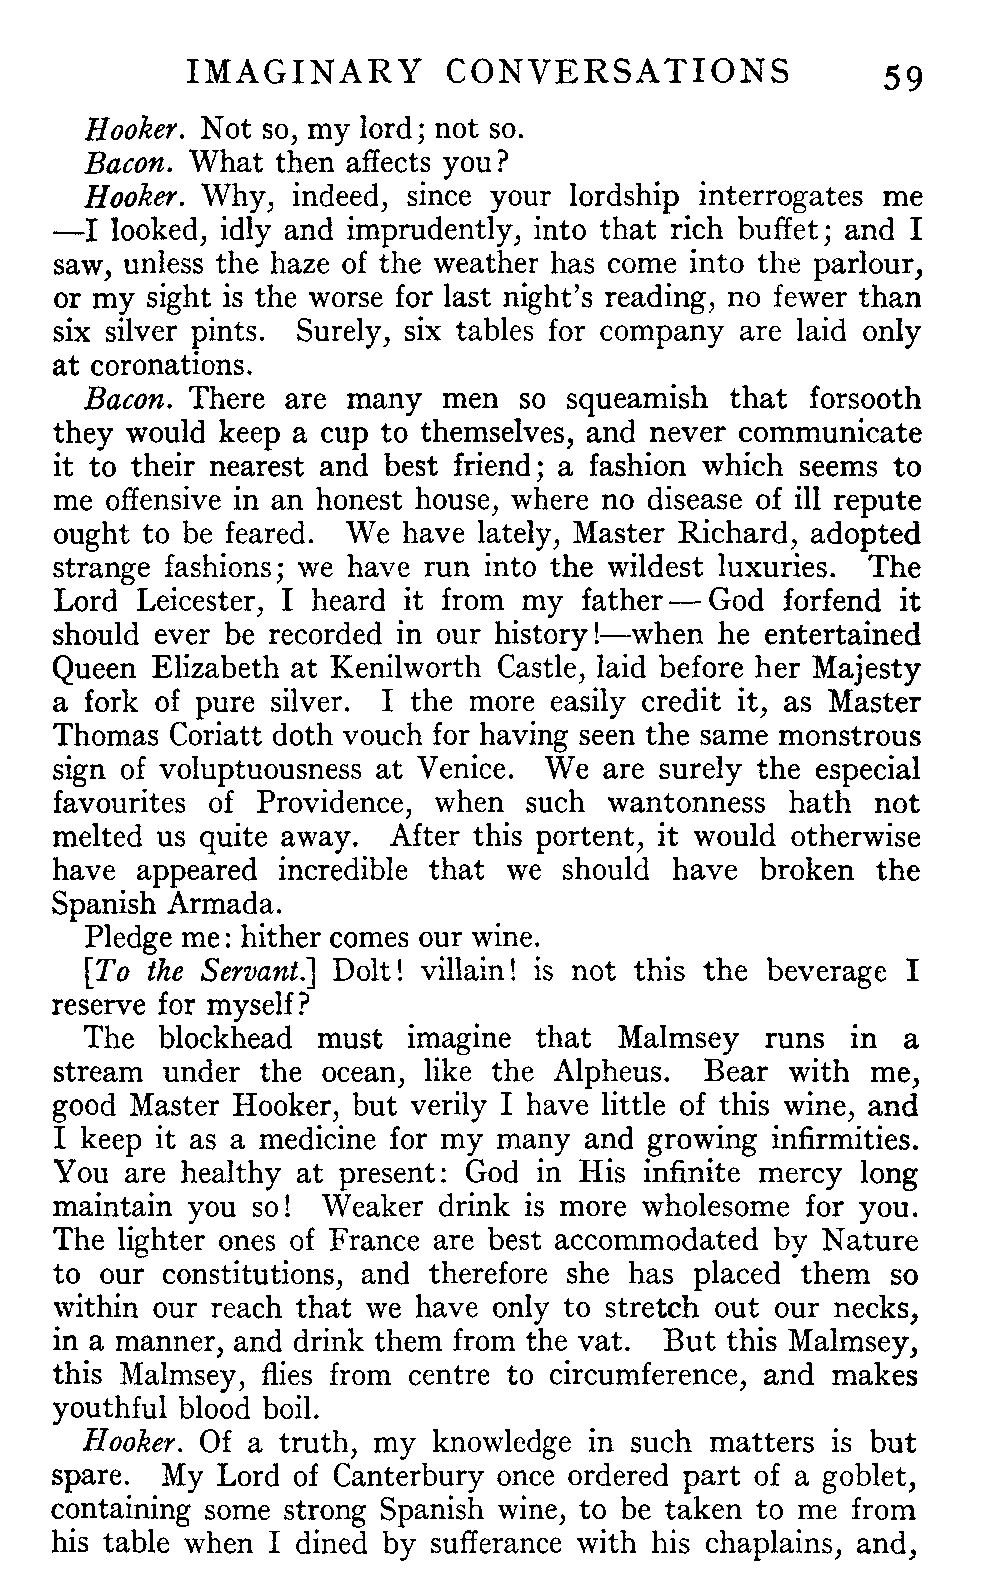 IMAGINARY CONVERSATIONS 59
Hooker. Not so, my lord; not so.
Bacon. What then affects you?
Hooker. Why, indeed, since your lordship interrogates me
—I looked, idly and imprudently, into that rich buffet; and I
saw, unless the haze of the weather has come into the parlour,
or my sight is the worse for last night's reading, no fewer than
six silver pints. Surely, six tables for company are laid only
at coronations.
Bacon. There are many men so squeamish that forsooth
they would keep a cup to themselves, and never communicate
it to their nearest and best friend; a fashion which seems to
me offensive in an honest house, where no disease of ill repute
ought to be feared. We have lately, Master Richard, adopted
strange fashions; we have run into the wildest luxuries. The
Lord Leicester, I heard it from my father—God forfend it
should ever be recorded in our history!—when he entertained
Queen Elizabeth at Kenilworth Castle, laid before her Majesty
a fork of pure silver. I the more easily credit it, as Master
Thomas Coriatt doth vouch for having seen the same monstrous
sign of voluptuousness at Venice. We are surely the especial
favourites of Providence, when such wantonness hath not
melted us quite away. After this portent, it would otherwise
have appeared incredible that we should have broken the
Spanish Armada.
Pledge me: hither comes our wine.
[To the Servant.] Dolt! villain! is not this the beverage I
reserve for myself?
The blockhead must imagine that Malmsey runs in a
stream under the ocean, like the Alpheus. Bear with me,
good Master Hooker, but verily I have little of this wine, and
I keep it as a medicine for my many and growing infirmities.
You are healthy at present: God in His infinite mercy long
maintain you so! Weaker drink is more wholesome for you.
The lighter ones of France are best accommodated by Nature
to our constitutions, and therefore she has placed them so
within our reach that we have only to stretch out our necks,
in a manner, and drink them from the vat. But this Malmsey,
this Malmsey, flies from centre to circumference, and makes
youthful blood boil.
Hooker. Of a truth, my knowledge in such matters is but
spare. My Lord of Canterbury once ordered part of a goblet,
containing some strong Spanish wine, to be taken to me from
his table when I dined by sufferance with his chaplains, and,